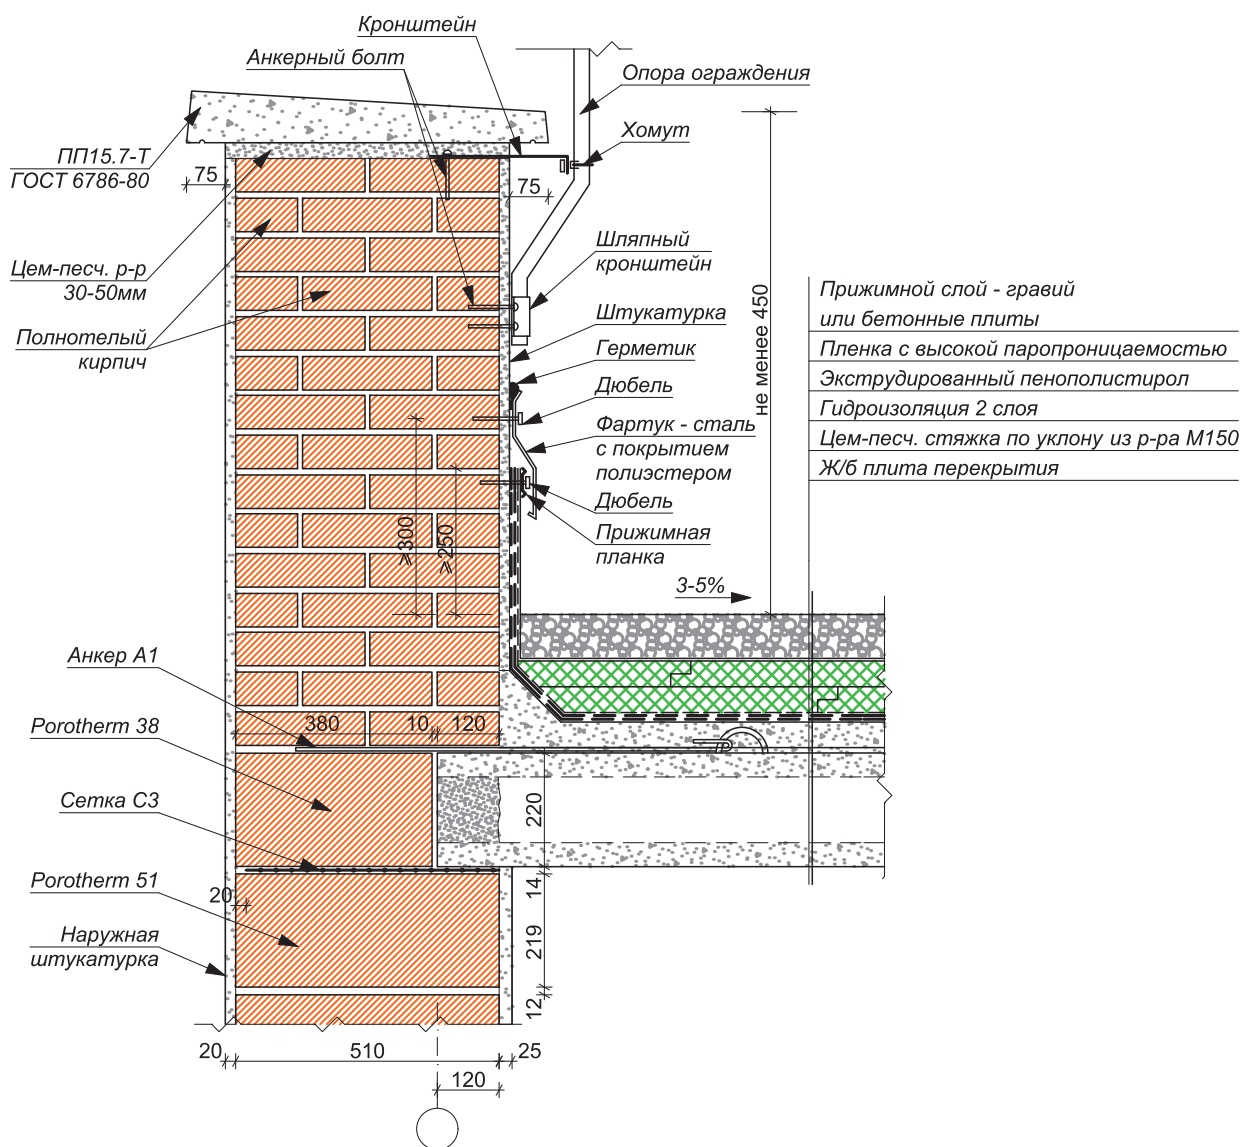 Кронштейн
Анкерный болт
Опора ограждения
Хомут
ПП15.7-Т
ГОСТ 6786-80
75
75
Цем-песч. р-р
30-50мм
Полнотелый
кирпич
Шляпный
кронштейн
Штукатурка
Герметик
Дюбель
Фартук - сталь
с покрытием
полиэстером
Дюбель
Прижимная
планка
не менее 450
Прижимной слой - гравий
или бетонные плиты
Пленка с высокой паропроницаемостью
Экструдированный пенополистирол
Гидроизоляция 2 слоя
Цем-песч. стяжка по уклону из р-ра М150
Ж/б плита перекрытия
⩾300
⩾250
3-5%
Анкер А1
Porotherm 38
380
10
120
Сетка С3
220
Porotherm 51
20
14
Наружная
штукатурка
219
12
20
510
25
120